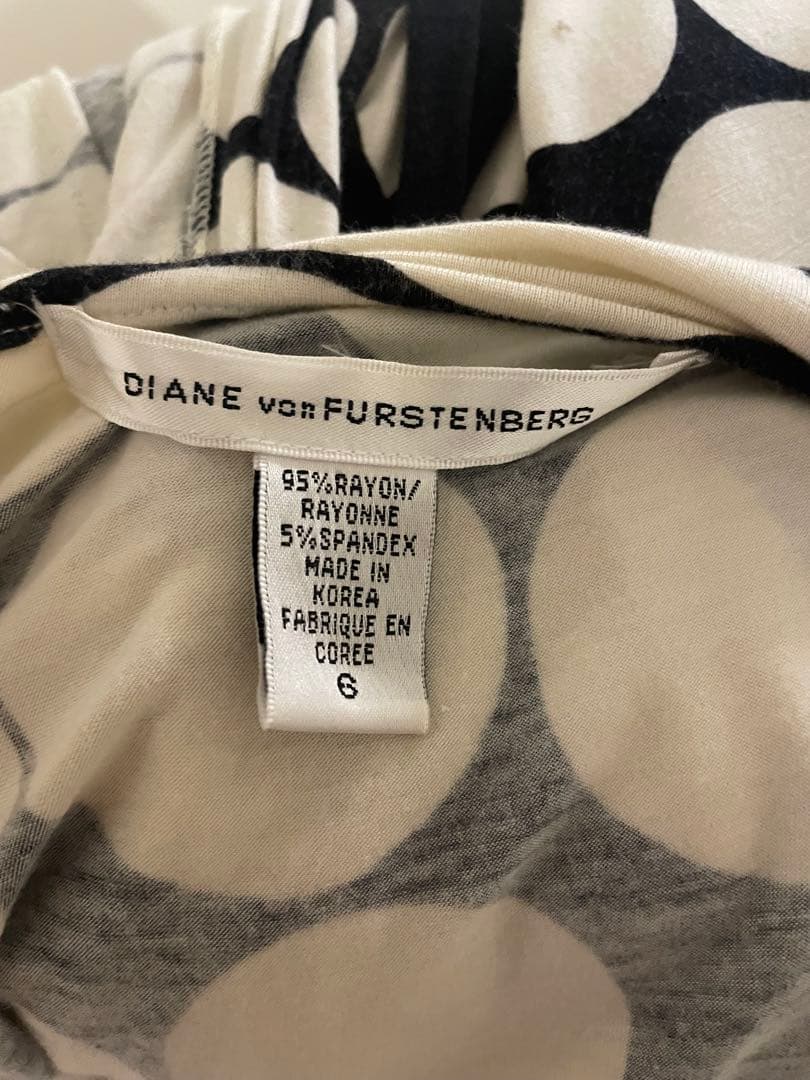 DIANE von FURSTENBERG
95%RAYON/
RAYONNE
5%SPANDEX
MADE IN
KOREA
FABRIQUE EN
COREE
6